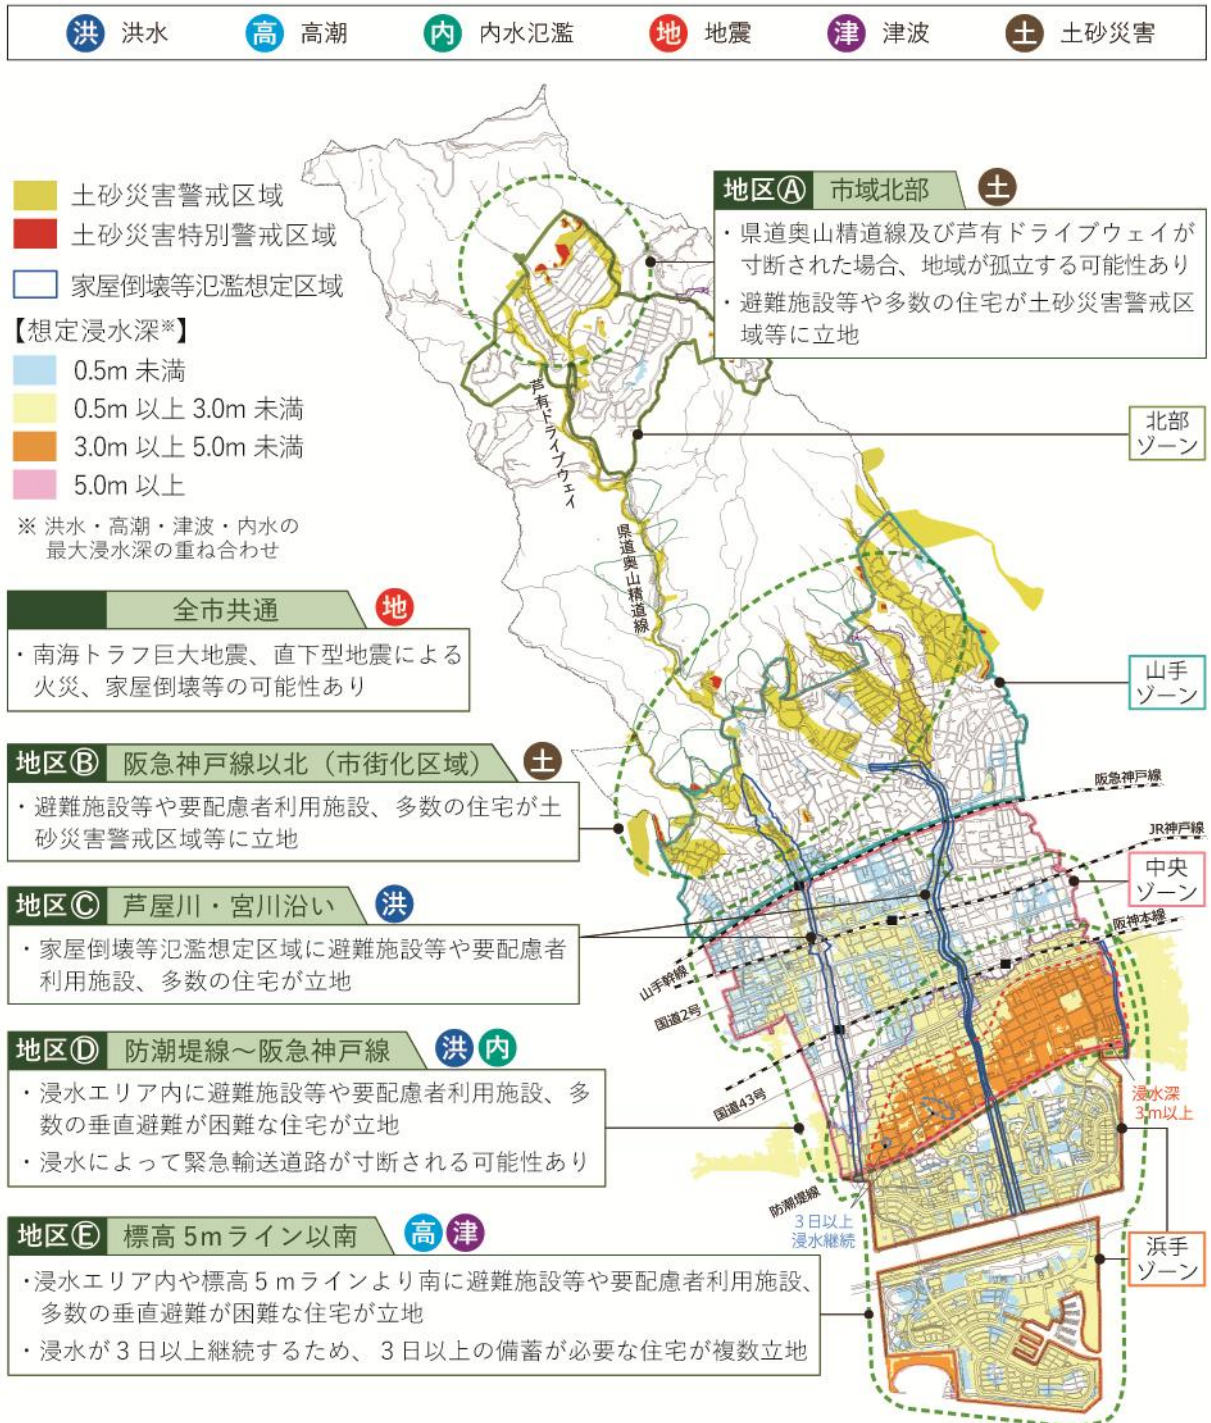 洪 洪水 高 高潮 内 内水氾濫 地 地震 津 津波 土 土砂災害
土砂災害警戒区域
土砂災害特別警戒区域
家屋倒壊等氾濫想定区域
【想定浸水深※】
0.5m 未満
0.5m 以上 3.0m 未満
3.0m 以上 5.0m 未満
5.0m 以上
※ 洪水・高潮・津波・内水の
最大浸水深の重ね合わせ
地区Ⓐ 市域北部 土
・県道奥山精道線及び芦有ドライブウェイが
寸断された場合、地域が孤立する可能性あり
・避難施設等や多数の住宅が土砂災害警戒区
域等に立地
北部
ゾーン
芦有ドライブウェイ
県道奥山精道線
全市共通 地
・南海トラフ巨大地震、直下型地震による
火災、家屋倒壊等の可能性あり
山手
ゾーン
地区Ⓑ 阪急神戸線以北（市街化区域） 土
・避難施設等や要配慮者利用施設、多数の住宅が土
砂災害警戒区域等に立地
阪急神戸線
JR神戸線
中央
ゾーン
阪神本線
地区Ⓒ 芦屋川・宮川沿い 洪
・家屋倒壊等氾濫想定区域に避難施設等や要配慮者
利用施設、多数の住宅が立地
山手幹線
国道2号
国道43号
地区Ⓓ 防潮堤線～阪急神戸線 洪 内
・浸水エリア内に避難施設等や要配慮者利用施設、多
数の垂直避難が困難な住宅が立地
・浸水によって緊急輸送道路が寸断される可能性あり
浸水深
3m以上
防潮堤線
3日以上
浸水継続
地区Ⓔ 標高 5mライン以南 高 津
・浸水エリア内や標高５ｍラインより南に避難施設等や要配慮者利用施設、
多数の垂直避難が困難な住宅が立地
・浸水が３日以上継続するため、３日以上の備蓄が必要な住宅が複数立地
浜手
ゾーン